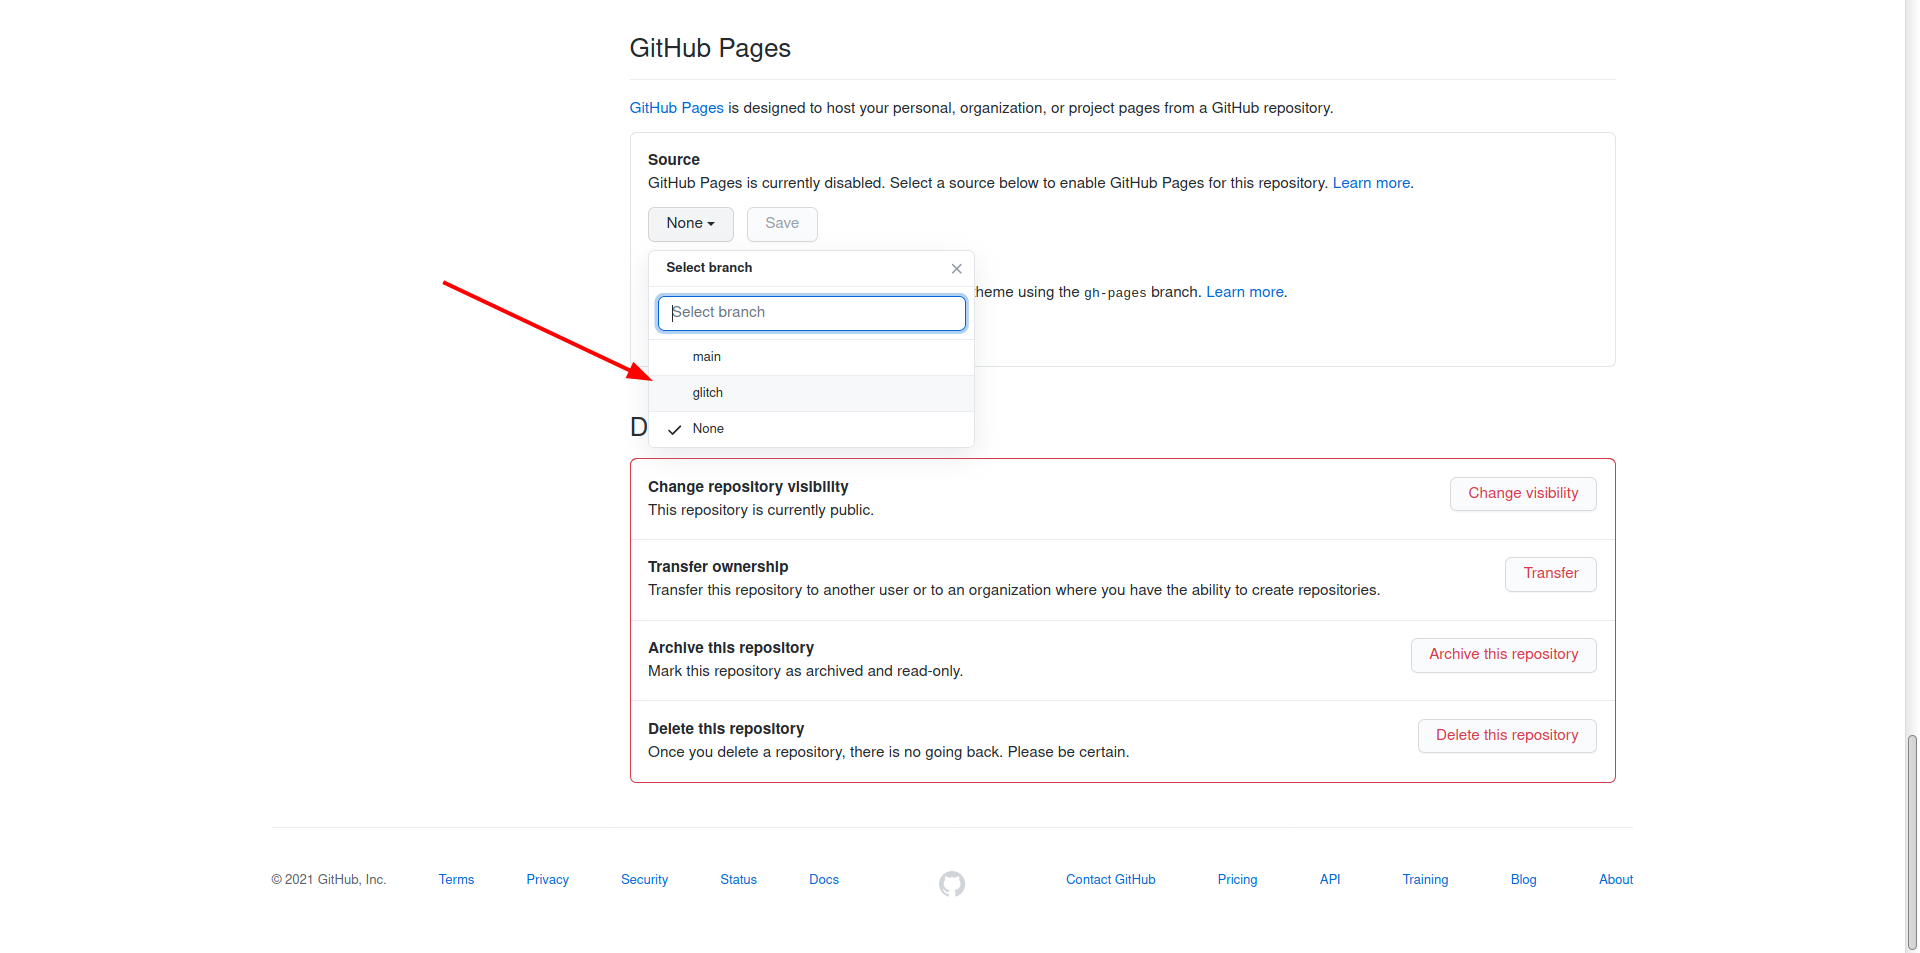 GitHub Pages
GitHub Pages is designed to host your personal, organization, or project pages from a GitHub repository.
Source
GitHub Pages is currently disabled. Select a source below to enable GitHub Pages for this repository. Learn more.
None
Save
Select branch
Select branch
heme using the gh-pages branch. Learn more.
main
glitch
None
D
Change repository visibility
This repository is currently public.
Change visibility
Transfer ownership
Transfer this repository to another user or to an organization where you have the ability to create repositories.
Transfer
Archive this repository
Mark this repository as archived and read-only.
Archive this repository
Delete this repository
Once you delete a repository, there is no going back. Please be certain.
Delete this repository
© 2021 GitHub, Inc.
Terms
Privacy
Security
Status
Docs
Contact GitHub
Pricing
API
Training
Blog
About